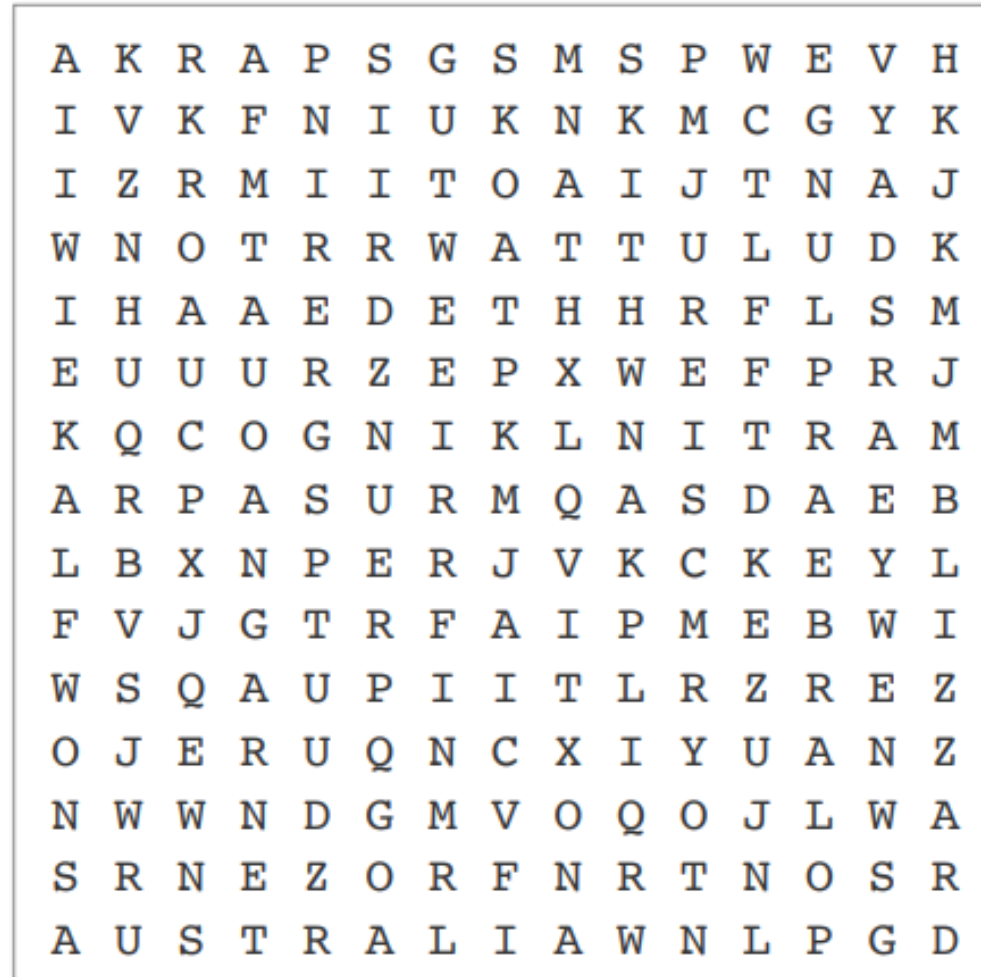 A K R A P S G S M S P W E V H
I V K F N I U K N K M C G Y K
I Z R M I I T O A I J T N A J
W N O T R R W A T T U L U D K
I H A A E D E T H H R F L S M
E U U U R Z E P X W E F P R J
K Q C O G N I K L N I T R A M
A R P A S U R M Q A S D A E B
L B X N P E R J V K C K E Y L
F V J G T R F A I P M E B W I
W S Q A U P I I T L R Z R E Z
O J E R U Q N C X I Y U A N Z
N W W N D G M V O Q O J L W A
S R N E Z O R F N R T N O S R
A U S T R A L I A W N L P G D